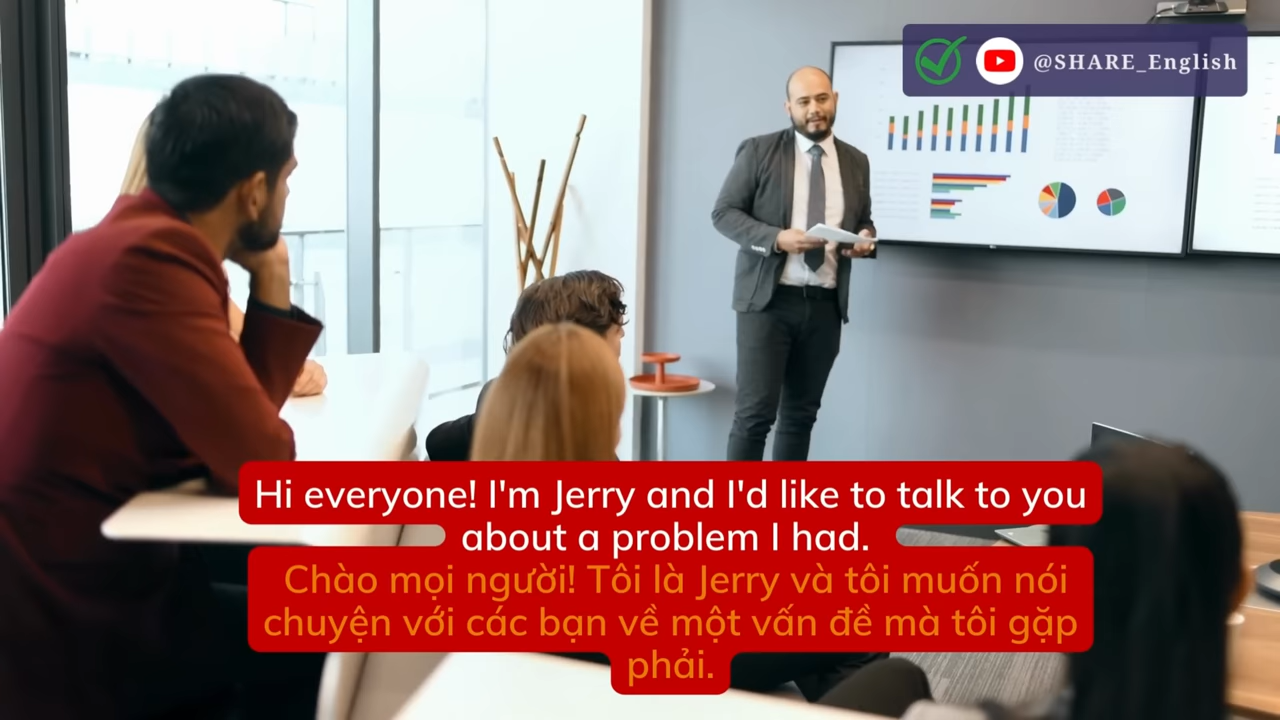 @SHARE_English
Hi everyone! I'm Jerry and I'd like to talk to you
about a problem I had.
Chào mọi người! Tôi là Jerry và tôi muốn nói
chuyện với các bạn về một vấn đề mà tôi gặp
phải.